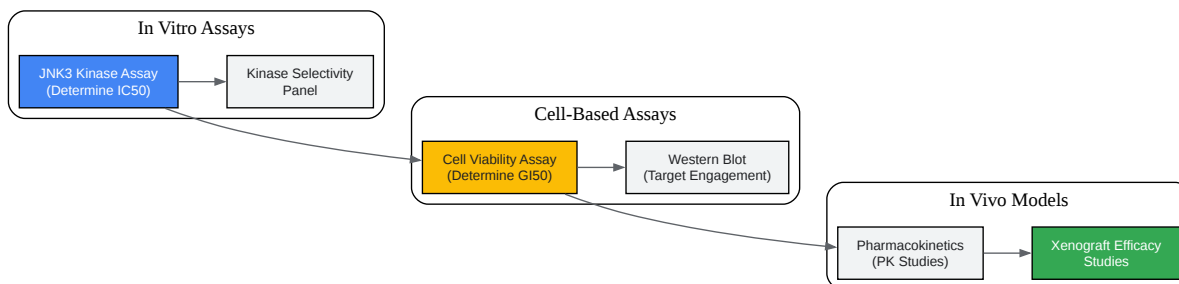 In Vitro Assays
JNK3 Kinase Assay
(Determine IC50)
Kinase Selectivity
Panel
Cell-Based Assays
Cell Viability Assay
(Determine GI50)
Western Blot
(Target Engagement)
In Vivo Models
Pharmacokinetics
(PK Studies)
Xenograft Efficacy
Studies